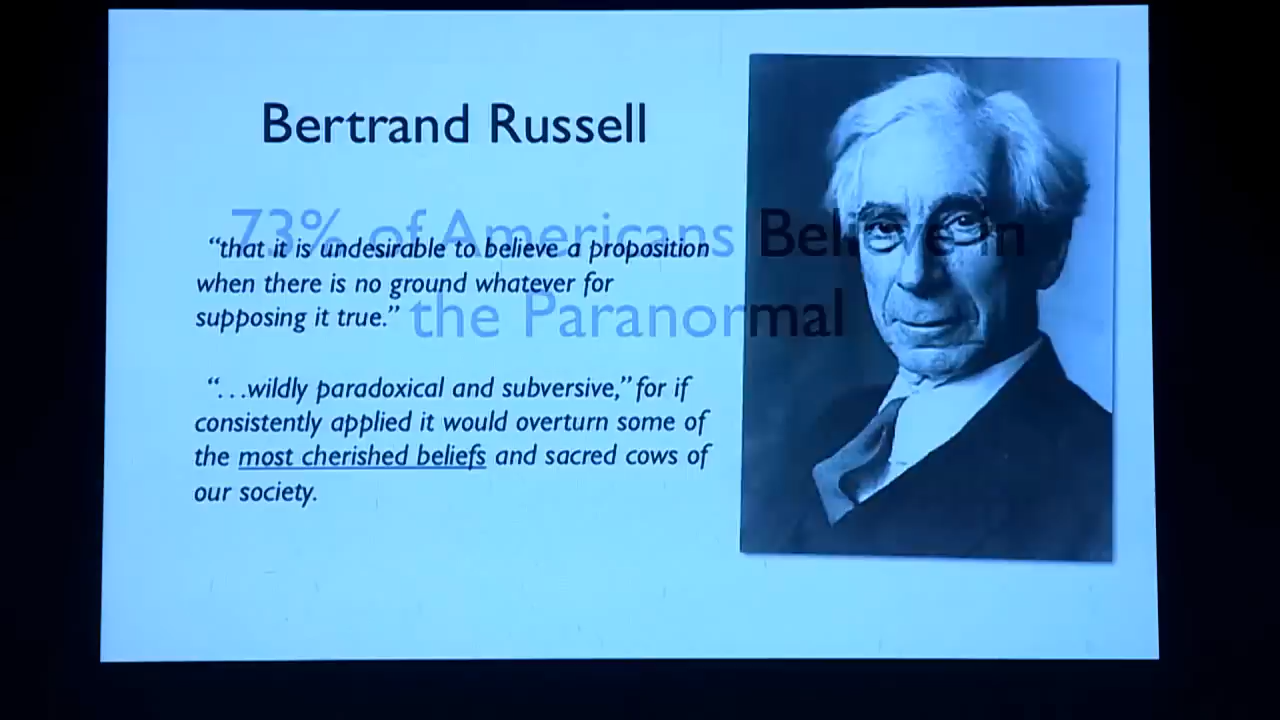 Bertrand Russell
73% of Americans Believe in
the Paranormal
“that it is undesirable to believe a proposition
when there is no ground whatever for
supposing it true.”
“…wildly paradoxical and subversive,” for if
consistently applied it would overturn some of
the most cherished beliefs and sacred cows of
our society.